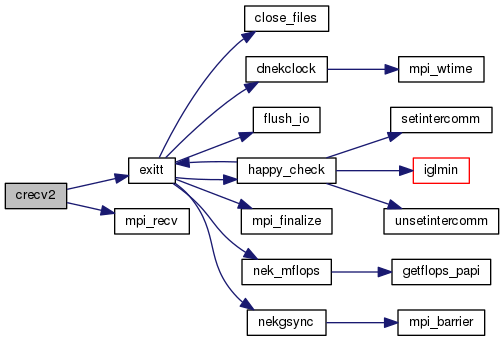 close_files
dnekclock
mpi_wtime
flush_io
setintercomm
exitt
happy_check
iglmin
crecv2
mpi_recv
mpi_finalize
unsetintercomm
nek_mflops
getflops_papi
nekgsync
mpi_barrier